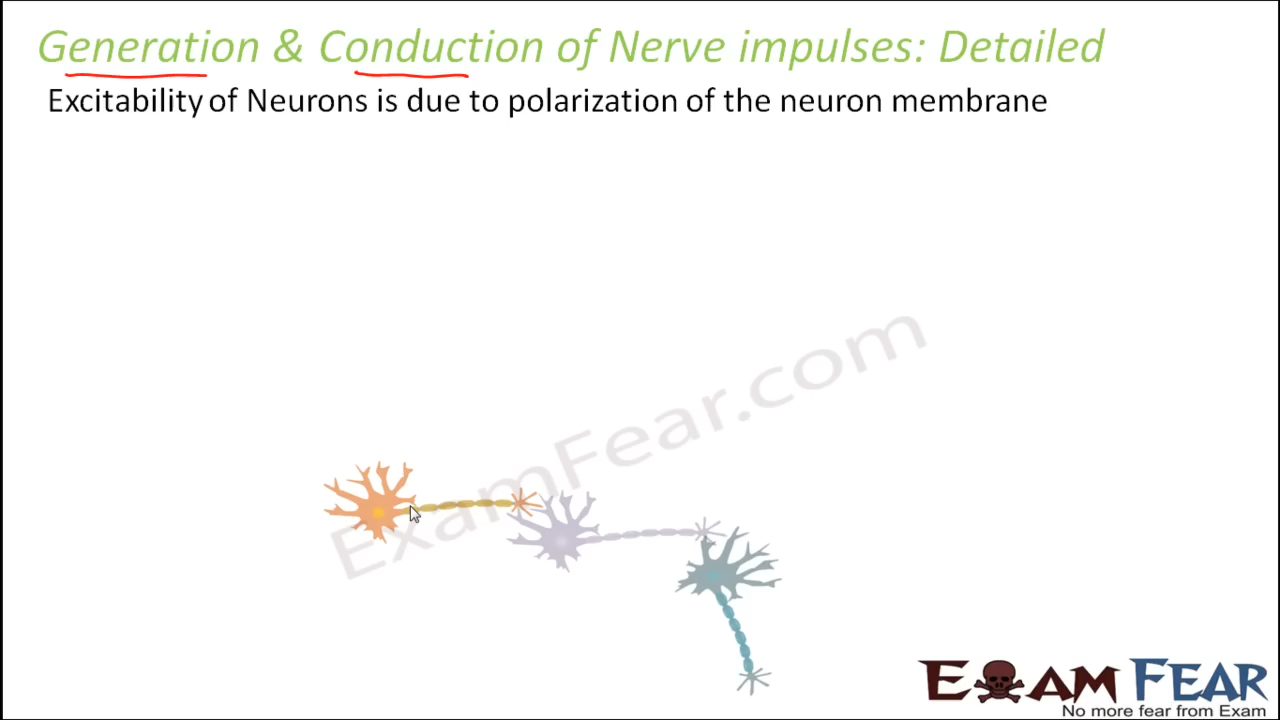 Generation & Conduction of Nerve impulses: Detailed
Excitability of Neurons is due to polarization of the neuron membrane
ExamFear.com
EXAM FEAR
No more fear from Exam